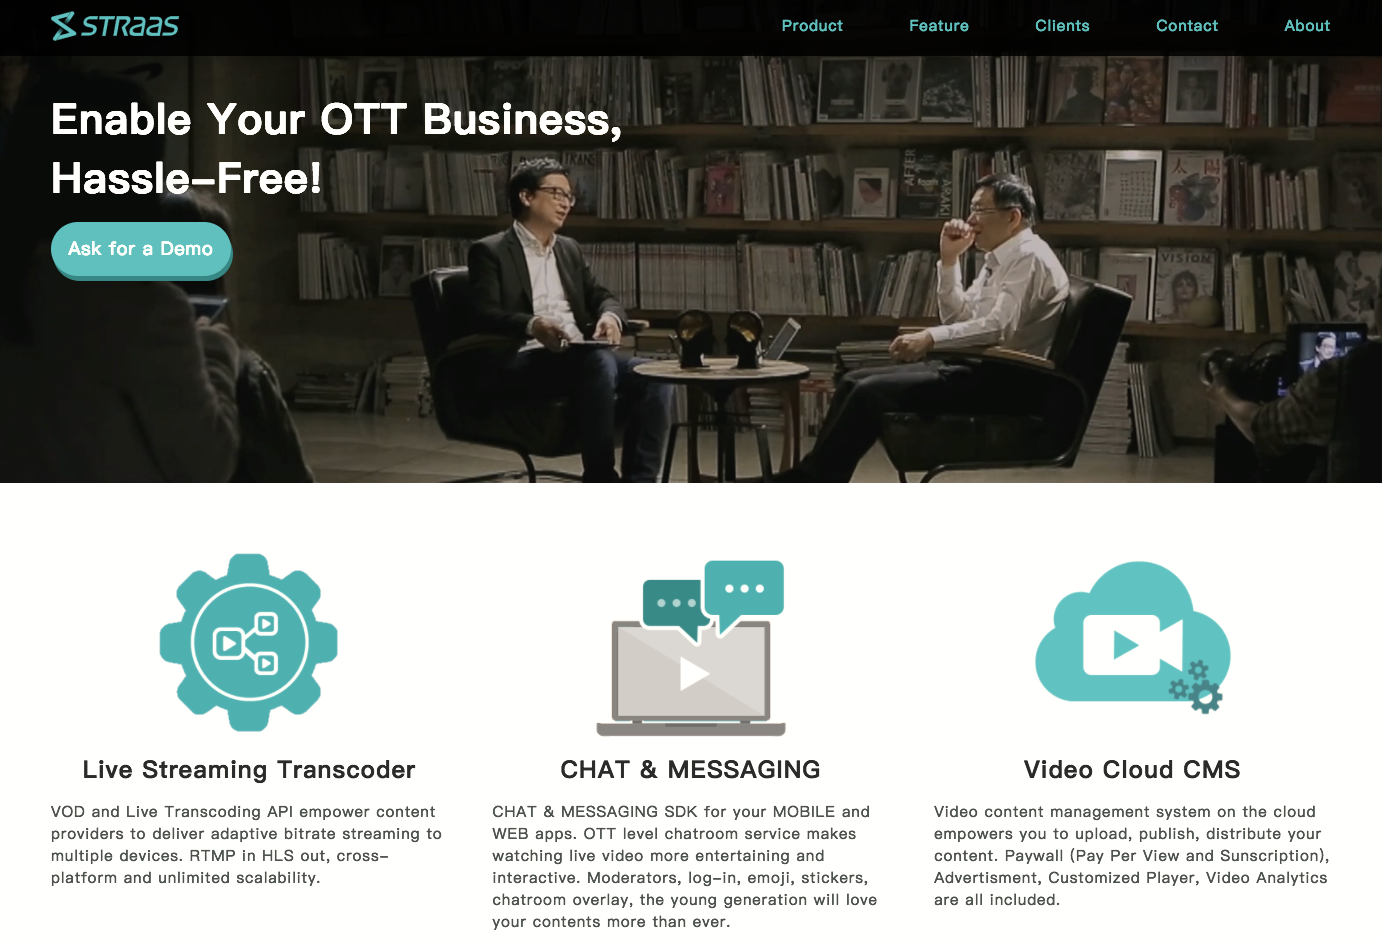 STRaaS
Product
Feature
Clients
Contact
About
Enable Your OTT Business,
Hassle-Free!
Ask for a Demo
TRANS
AFTER
ASAKI
太陽
VISION
Live Streaming Transcoder
VOD and Live Transcoding API empower content
providers to deliver adaptive bitrate streaming to
multiple devices. RTMP in HLS out, cross-
platform and unlimited scalability.
CHAT & MESSAGING
CHAT & MESSAGING SDK for your MOBILE and
WEB apps. OTT level chatroom service makes
watching live video more entertaining and
interactive. Moderators, log-in, emoji, stickers,
chatroom overlay, the young generation will love
your contents more than ever.
Video Cloud CMS
Video content management system on the cloud
empowers you to upload, publish, distribute your
content. Paywall (Pay Per View and Sunscription),
Advertisment, Customized Player, Video Analytics
are all included.